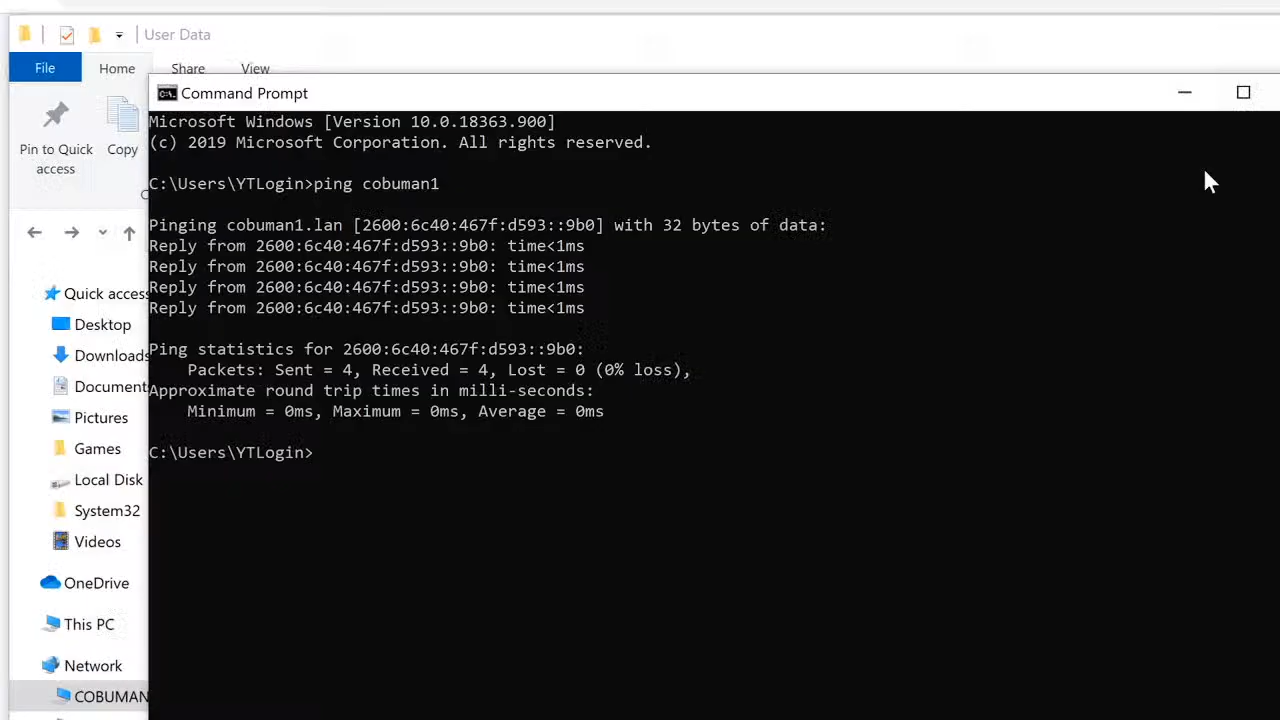 User Data
File
Home
Share
View
Pin to Quick
access
Copy
Quick access
Desktop
Downloads
Document
Pictures
Games
Local Disk
System32
Videos
OneDrive
This PC
Network
COBUMAN
C:\.
Command Prompt
Microsoft Windows [Version 10.0.18363.900]
(c) 2019 Microsoft Corporation. All rights reserved.
C:\Users\YTLogin>ping cobuman1
Pinging cobuman1.lan [2600:6c40:467f:d593::9b0] with 32 bytes of data:
Reply from 2600:6c40:467f:d593::9b0: time<1ms
Reply from 2600:6c40:467f:d593::9b0: time<1ms
Reply from 2600:6c40:467f:d593::9b0: time<1ms
Reply from 2600:6c40:467f:d593::9b0: time<1ms
Ping statistics for 2600:6c40:467f:d593::9b0:
Packets: Sent = 4, Received = 4, Lost = 0 (0% loss),
Approximate round trip times in milli-seconds:
Minimum = 0ms, Maximum = 0ms, Average = 0ms
C:\Users\YTLogin>